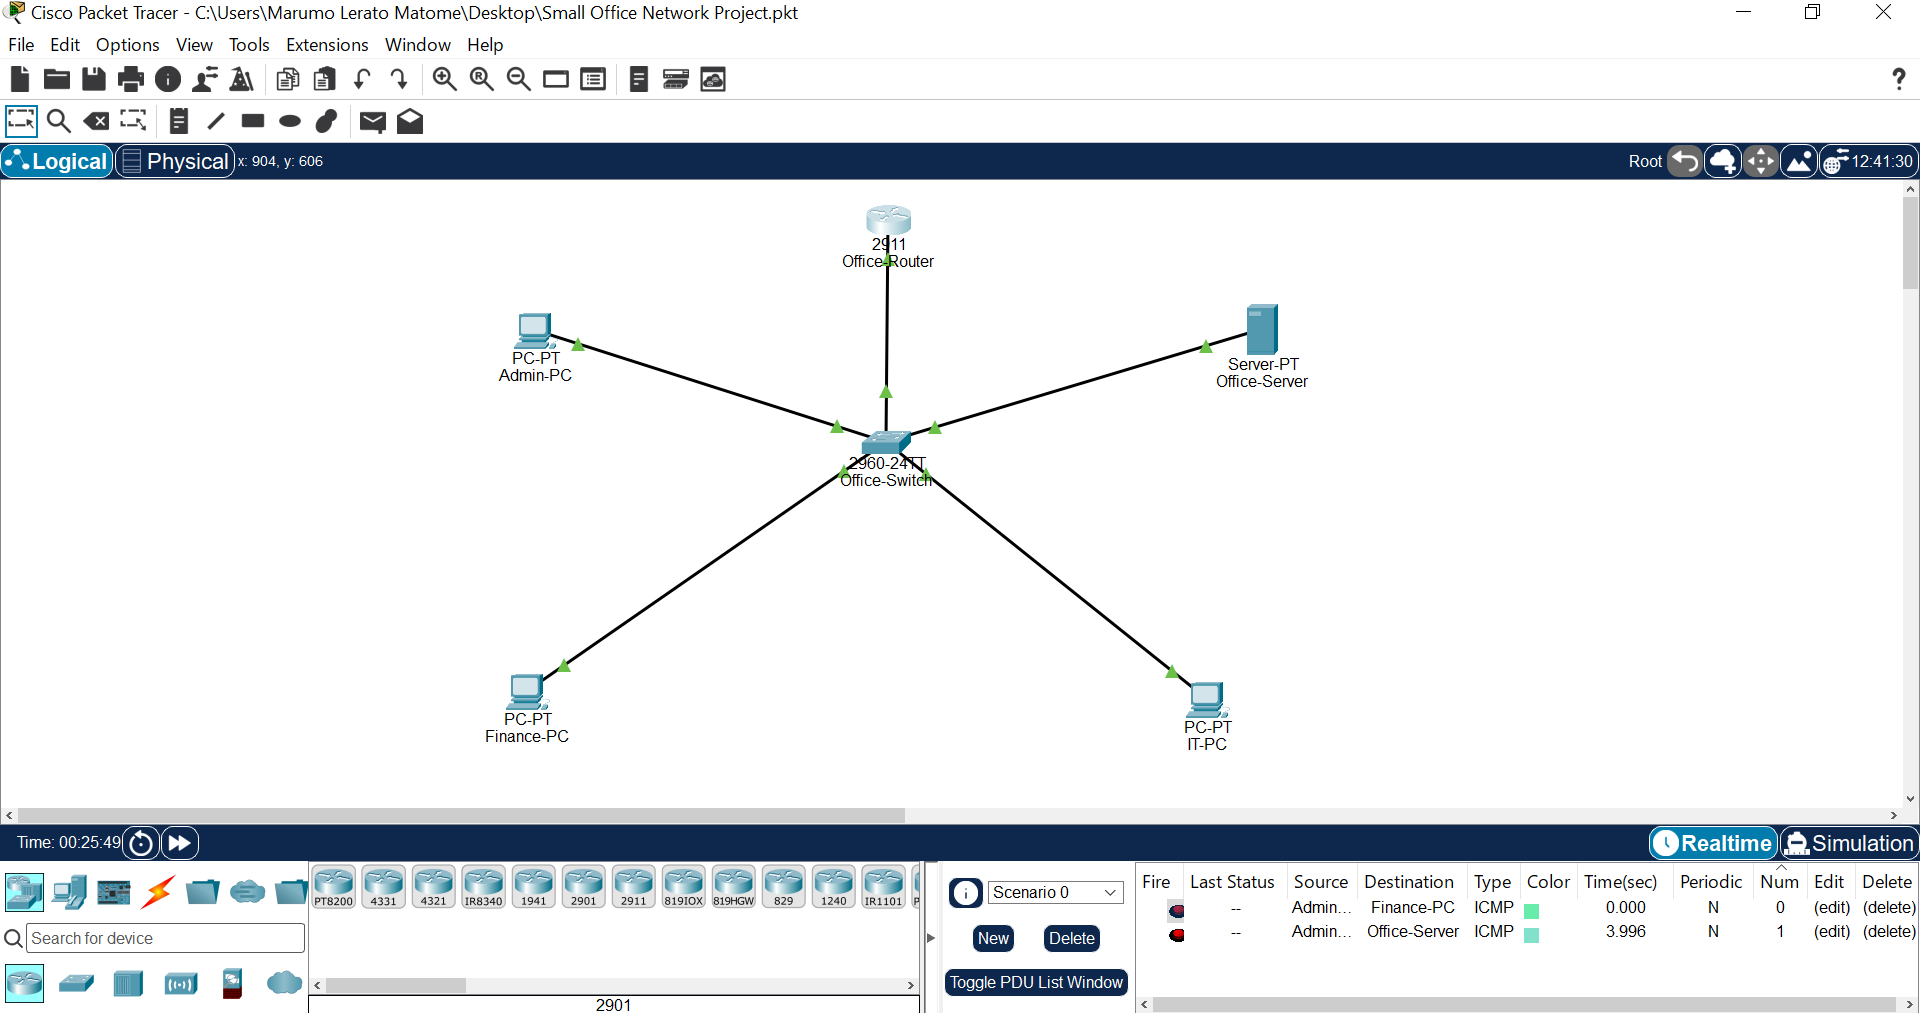 Cisco Packet Tracer - C:\Users\Marumo Lerato Matome\Desktop\Small Office Network Project.pkt
File Edit Options View Tools Extensions Window Help
Logical Physical x: 904, y: 606 Root 12:41:30
2911
Office-Router
PC-PT
Admin-PC
Server-PT
Office-Server
2960-24TT
Office-Switch
PC-PT
Finance-PC
PC-PT
IT-PC
Time: 00:25:49 Realtime Simulation
PT8200 4331 4321 IR8340 1941 2901 2911 819IOX 819HGW 829 1240 IR1101
Search for device
2901
Scenario 0
New Delete
Toggle PDU List Window
Fire Last Status Source Destination Type Color Time(sec) Periodic Num Edit Delete
-- Admin... Finance-PC ICMP 0.000 N 0 (edit) (delete)
-- Admin... Office-Server ICMP 3.996 N 1 (edit) (delete)